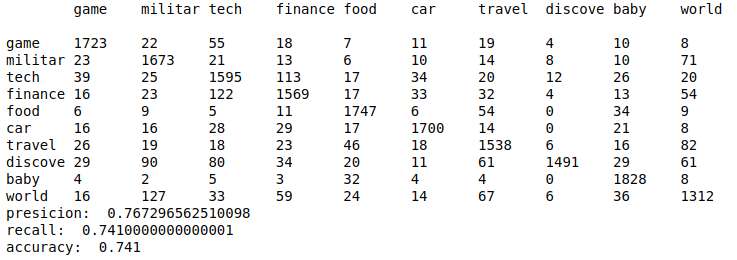 game militar tech finance food car travel discove baby world
game 1723 22 55 18 7 11 19 4 10 8
militar 23 1673 21 13 6 10 14 8 10 71
tech 39 25 1595 113 17 34 20 12 26 20
finance 16 23 122 1569 17 33 32 4 13 54
food 6 9 5 11 1747 6 54 0 34 9
car 16 16 28 29 17 1700 14 0 21 8
travel 26 19 18 23 46 18 1538 6 16 82
discove 29 90 80 34 20 11 61 1491 29 61
baby 4 2 5 3 32 4 4 0 1828 8
world 16 127 33 59 24 14 67 6 36 1312
presicion: 0.767296562510098
recall: 0.7410000000000001
accuracy: 0.741